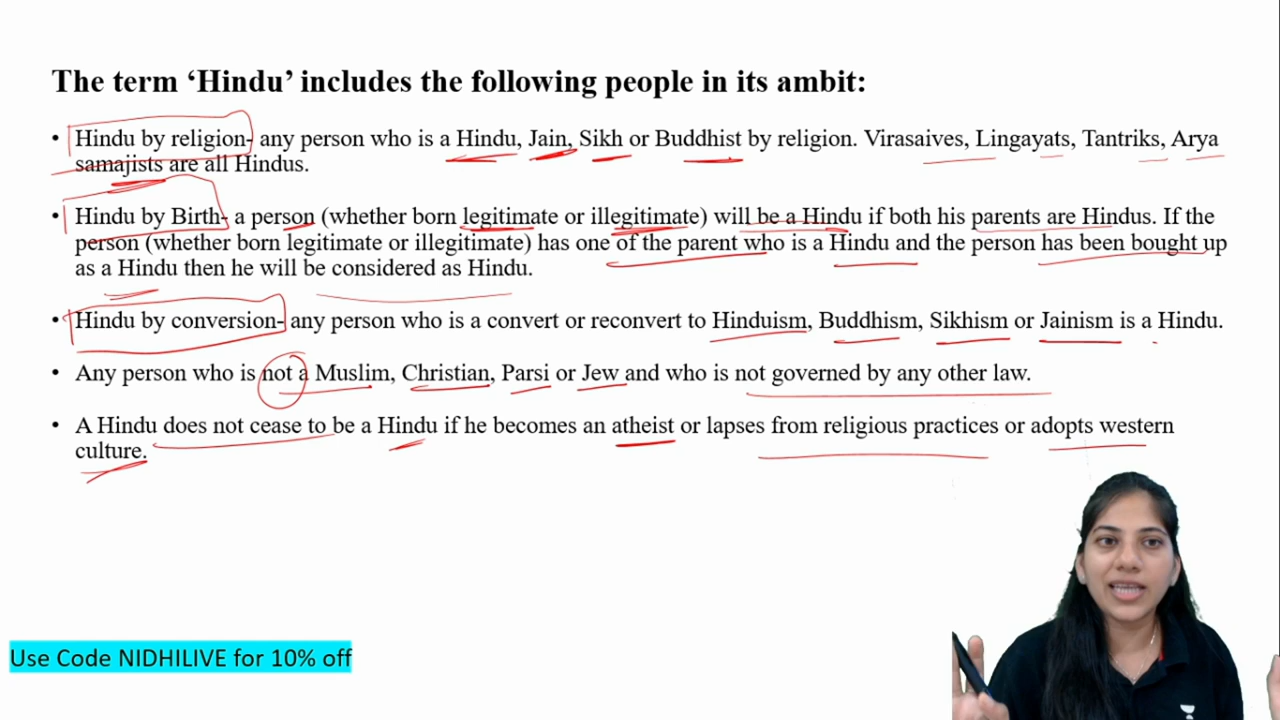 The term ‘Hindu’ includes the following people in its ambit:
• Hindu by religion- any person who is a Hindu, Jain, Sikh or Buddhist by religion. Virasaives, Lingayats, Tantriks, Arya
samajists are all Hindus.
• Hindu by Birth- a person (whether born legitimate or illegitimate) will be a Hindu if both his parents are Hindus. If the
person (whether born legitimate or illegitimate) has one of the parent who is a Hindu and the person has been bought up
as a Hindu then he will be considered as Hindu.
• Hindu by conversion- any person who is a convert or reconvert to Hinduism, Buddhism, Sikhism or Jainism is a Hindu.
• Any person who is not a Muslim, Christian, Parsi or Jew and who is not governed by any other law.
• A Hindu does not cease to be a Hindu if he becomes an atheist or lapses from religious practices or adopts western
culture.
Use Code NIDHILIVE for 10% off